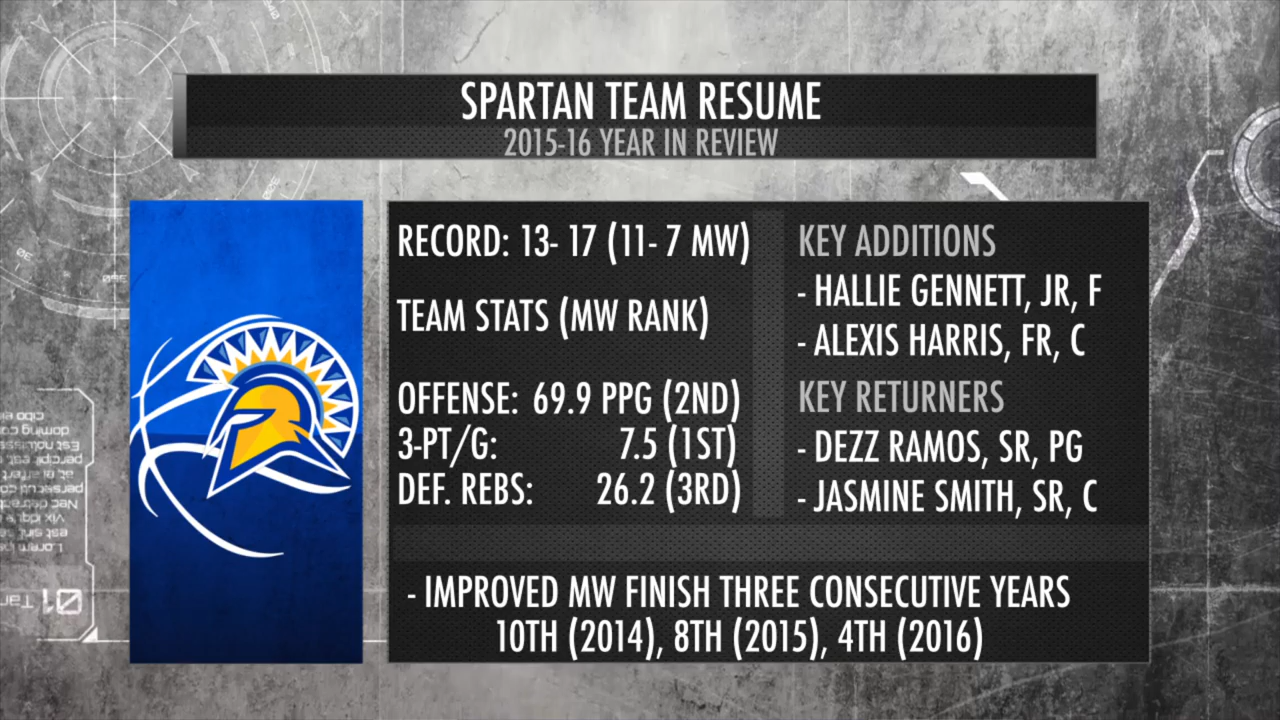 SPARTAN TEAM RESUME
2015-16 YEAR IN REVIEW
RECORD: 13- 17 (11- 7 MW)
TEAM STATS (MW RANK)
OFFENSE: 69.9 PPG (2ND)
3-PT/G: 7.5 (1ST)
DEF. REBS: 26.2 (3RD)
KEY ADDITIONS
- HALLIE GENNETT, JR, F
- ALEXIS HARRIS, FR, C
KEY RETURNERS
- DEZZ RAMOS, SR, PG
- JASMINE SMITH, SR, C
- IMPROVED MW FINISH THREE CONSECUTIVE YEARS
10TH (2014), 8TH (2015), 4TH (2016)
01